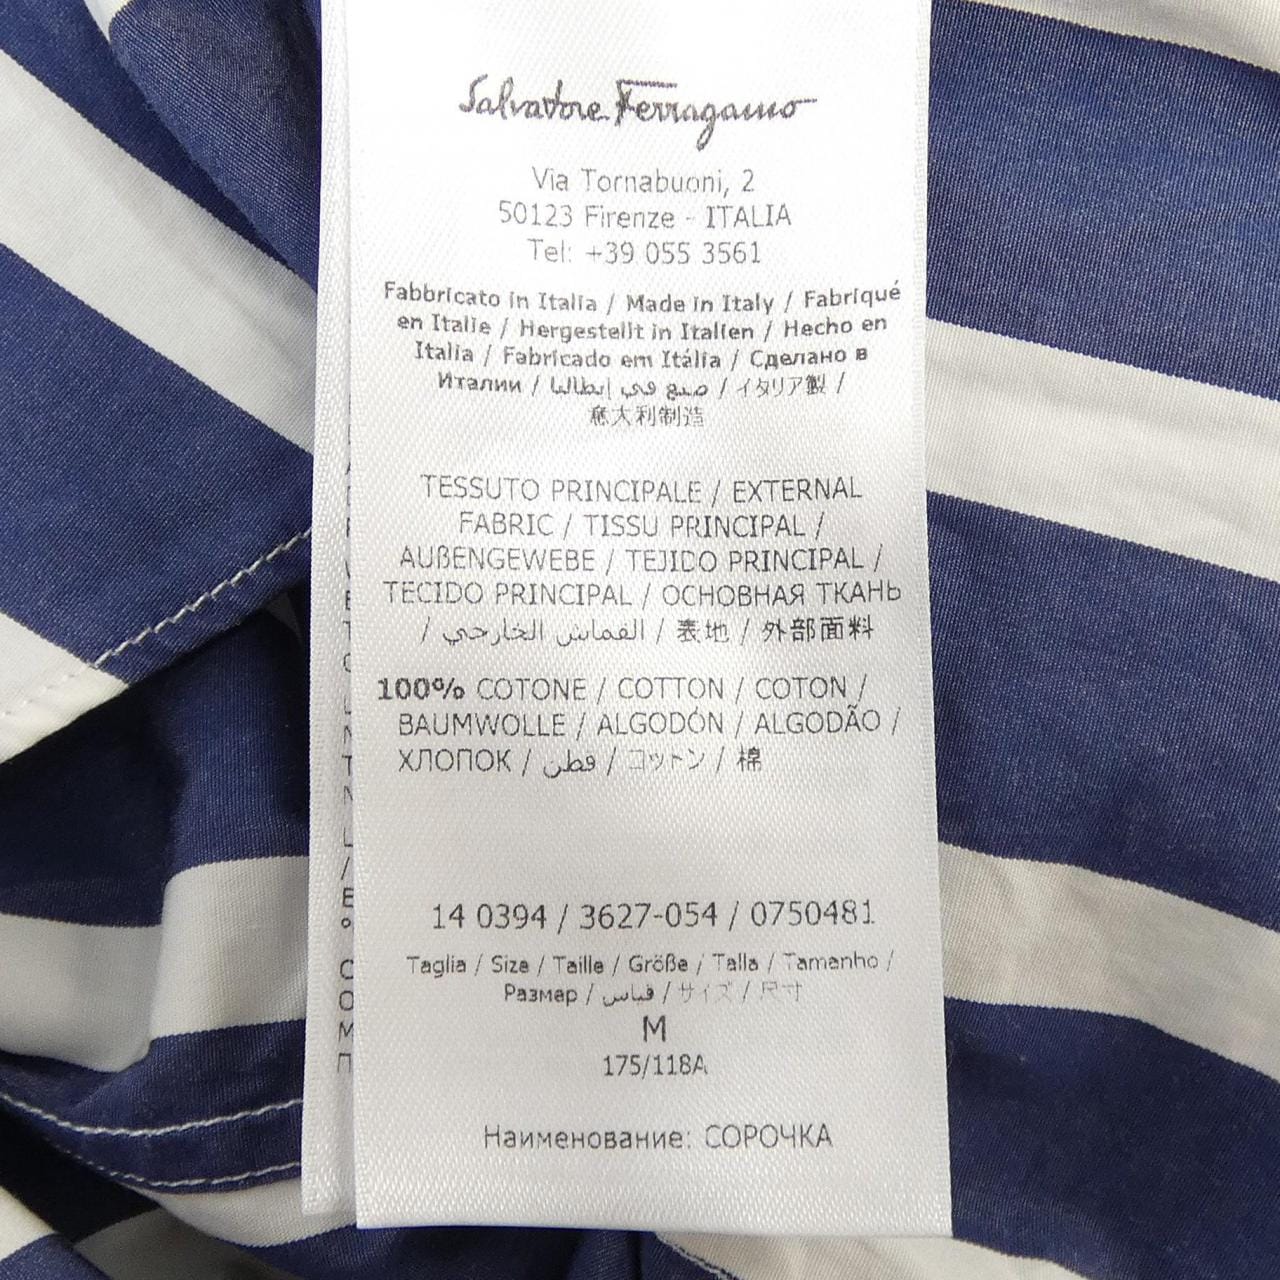 Salvatore Ferragamo
Via Tornabuoni, 2
50123 Firenze - ITALIA
Tel: +39 055 3561
Fabbricato in Italia / Made in Italy / Fabriqué
en Italie / Hergestellt in Italien / Hecho en
Italia / Fabricado em Itália / Сделано в
Италии / صنع في إيطاليا / イタリア製 /
意大利制造
TESSUTO PRINCIPALE / EXTERNAL
FABRIC / TISSU PRINCIPAL /
AUßENGEWEBE / TEJIDO PRINCIPAL /
TECIDO PRINCIPAL / ОСНОВНАЯ ТКАНЬ
/ القماش الخارجي / 表地 / 外部面料
100% COTONE / COTTON / COTON /
BAUMWOLLE / ALGODÓN / ALGODÃO /
ХЛОПОК / قطن / コットン / 棉
14 0394 / 3627-054 / 0750481
Taglia / Size / Taille / Größe / Talla / Tamanho /
Размер / قياس / サイズ / 尺寸
M
175/118A
Наименование: СОРОЧКА